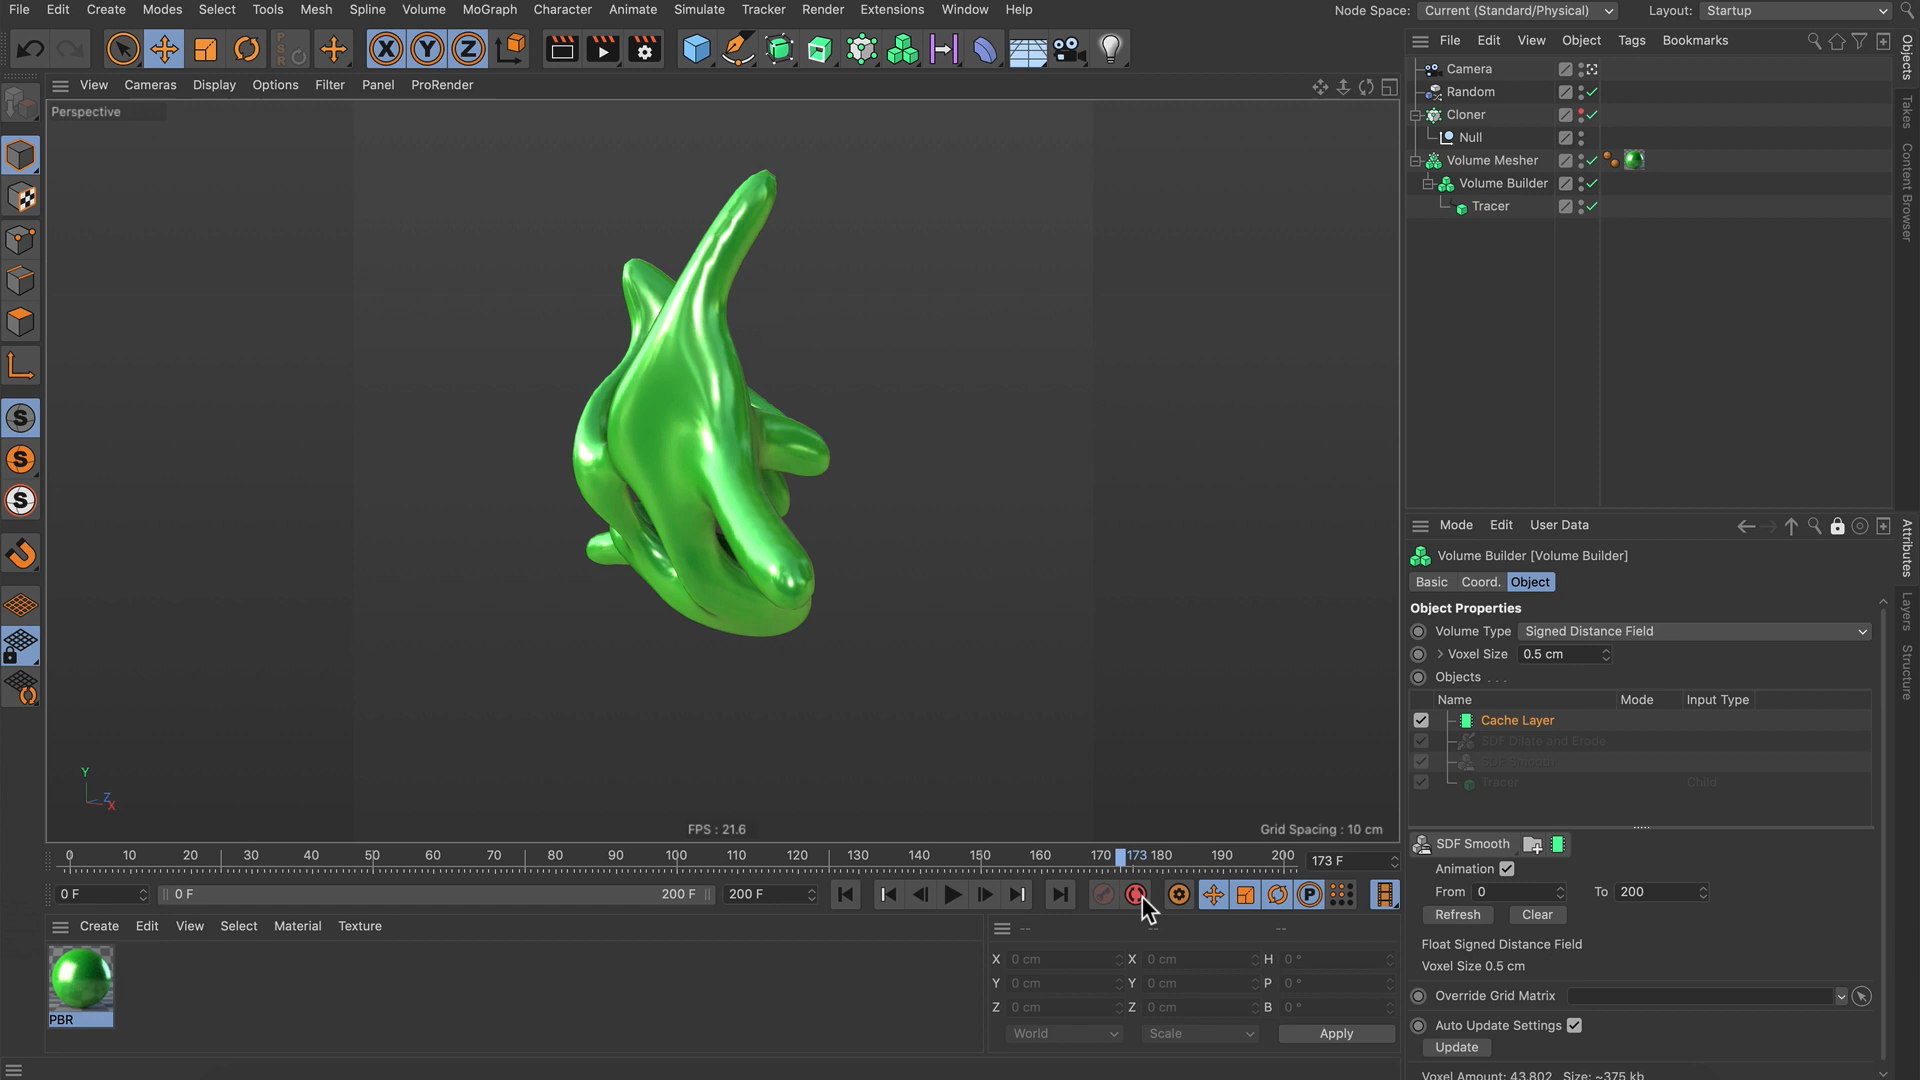 File Edit Create Modes Select Tools Mesh Spline Volume MoGraph Character Animate Simulate Tracker Render Extensions Window Help
Node Space: Current (Standard/Physical) Layout: Startup
File Edit View Object Tags Bookmarks
View Cameras Display Options Filter Panel ProRender
Perspective
Camera
Random
Cloner
Null
Volume Mesher
Volume Builder
Tracer
Objects
Takes
Content Browser
Mode Edit User Data
Volume Builder [Volume Builder]
Basic Coord. Object
Object Properties
Volume Type Signed Distance Field
Voxel Size 0.5 cm
Objects . . .
Name Mode Input Type
Cache Layer
SDF Dilate and Erode
SDF Smooth
Tracer Child
SDF Smooth
Animation
From 0 To 200
Refresh Clear
Float Signed Distance Field
Voxel Size 0.5 cm
Override Grid Matrix
Auto Update Settings
Update
Voxel Amount: 43.802 Size: ~375 kb
Attributes
Layers
Structure
Y
Z
X
FPS : 21.6
Grid Spacing : 10 cm
0 10 20 30 40 50 60 70 80 90 100 110 120 130 140 150 160 170 173 180 190 200 173 F
0 F 0 F 200 F 200 F
Create Edit View Select Material Texture
PBR
-- -- --
X 0 cm X 0 cm H 0 °
Y 0 cm Y 0 cm P 0 °
Z 0 cm Z 0 cm B 0 °
World Scale Apply